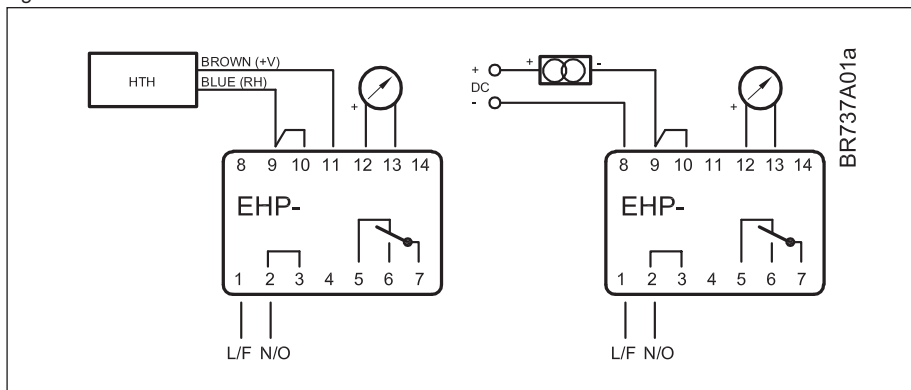 BROWN (+V)
HTH
BLUE (RH)
+
8 9 10 11 12 13 14
EHP-
1 2 3 4 5 6 7
L/F N/O
+ + -
DC
-
+
8 9 10 11 12 13 14
EHP-
1 2 3 4 5 6 7
L/F N/O
BR737A01a